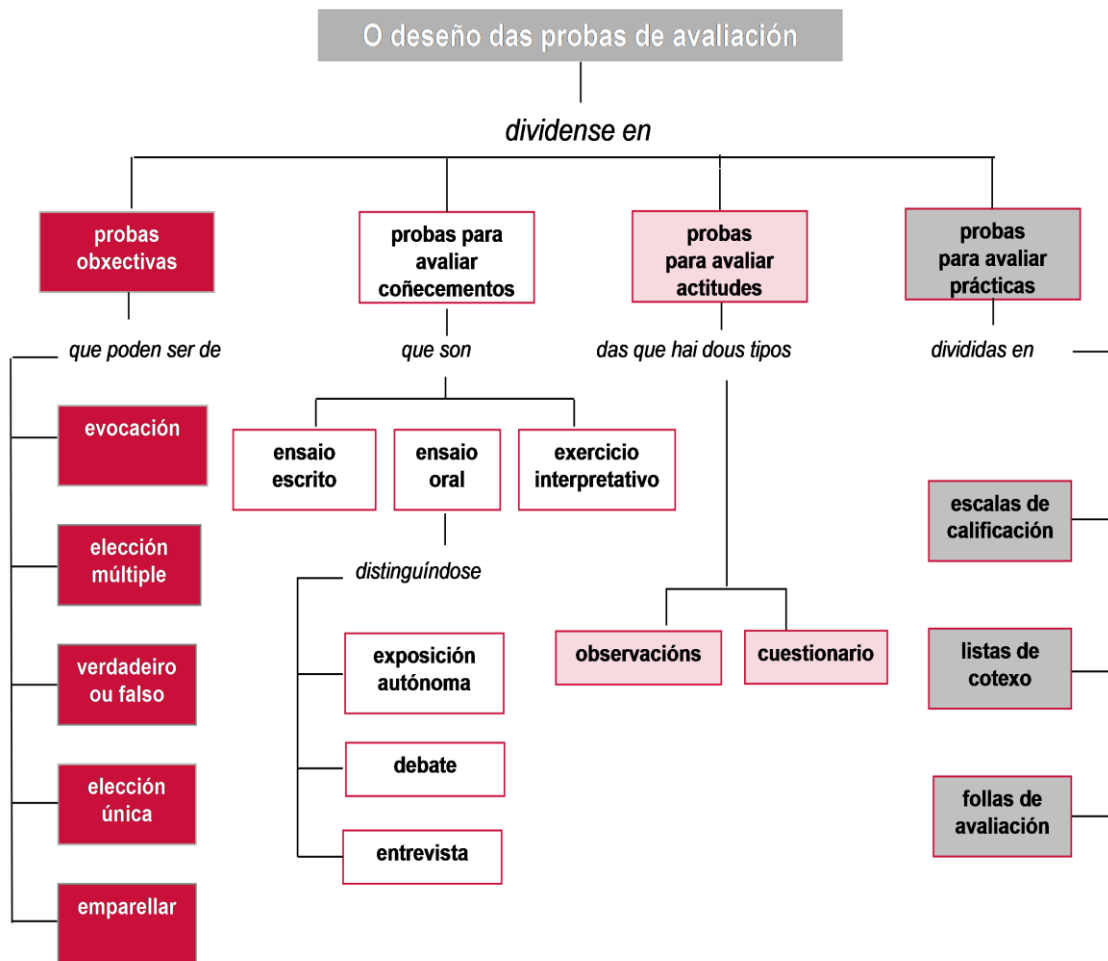 O deseño das probas de avaliación
dividense en
probas
obxectivas
probas para
avaliar
coñecementos
probas
para avaliar
actitudes
probas
para avaliar
prácticas
que poden ser de
que son
das que hai dous tipos
divididas en
evocación
elección
múltiple
verdadeiro
ou falso
elección
única
emparellar
ensaio
escrito
ensaio
oral
exercicio
interpretativo
distinguíndose
exposición
autónoma
debate
entrevista
observacións
cuestionario
escalas de
calificación
listas de
cotexo
follas de
avaliación